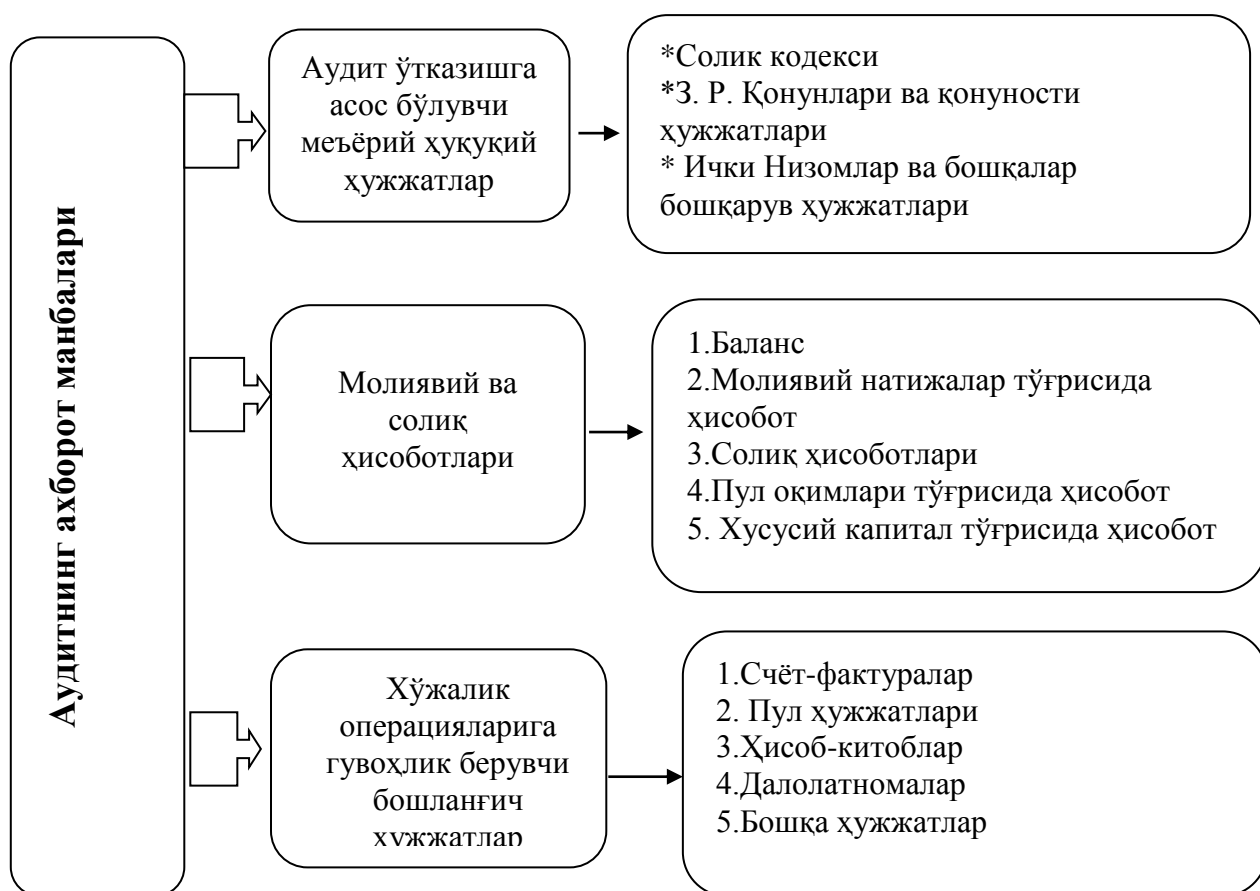 Аудитнинг ахборот манбалари
Аудит ўтказишга
асос бўлувчи
меъёрий ҳуқуқий
ҳужжатлар
*Солик кодекси
*З. Р. Қонунлари ва қонуности
ҳужжатлари
* Ички Низомлар ва бошқалар
бошқарув ҳужжатлари
Молиявий ва
солиқ
ҳисоботлари
1.Баланс
2.Молиявий натижалар тўғрисида
ҳисобот
3.Солиқ ҳисоботлари
4.Пул оқимлари тўғрисида ҳисобот
5. Хусусий капитал тўғрисида ҳисобот
Хўжалик
операцияларига
гувоҳлик берувчи
бошланғич
ҳужжатлар
1.Счёт-фактуралар
2. Пул ҳужжатлари
3.Ҳисоб-китоблар
4.Далолатномалар
5.Бошқа ҳужжатлар